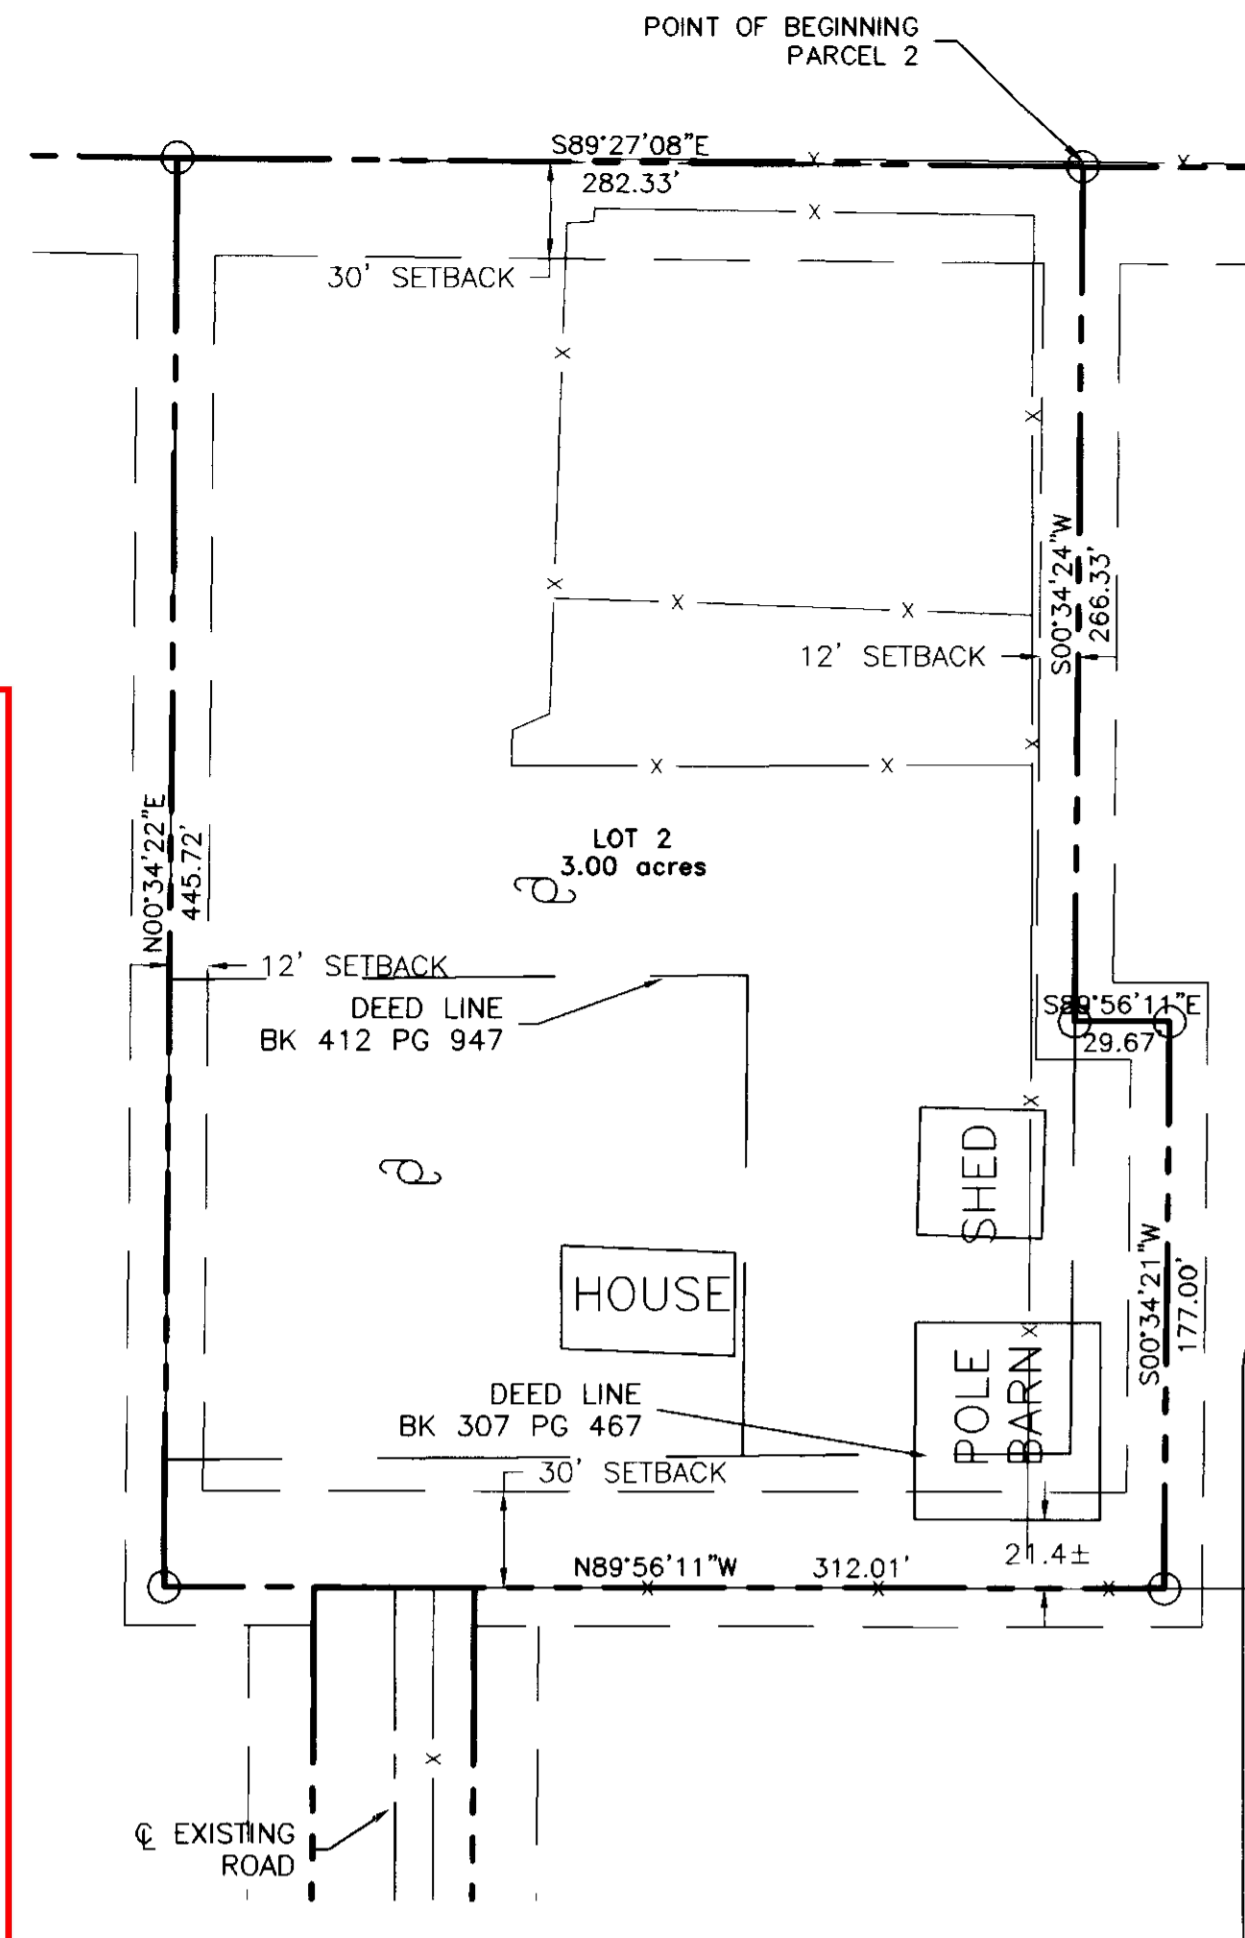 POINT OF BEGINNING
PARCEL 2
S89°27'08"E
282.33'
30' SETBACK
S00°34'24"W
266.33'
12' SETBACK
LOT 2
3.00 acres
N00°34'22"E
445.72'
12' SETBACK
DEED LINE
BK 412 PG 947
S89°56'11"E
29.67'
SHED
HOUSE
S00°34'21"W
177.00'
POLE
BARN
DEED LINE
BK 307 PG 467
30' SETBACK
21.4±
N89°56'11"W 312.01'
℄ EXISTING
ROAD